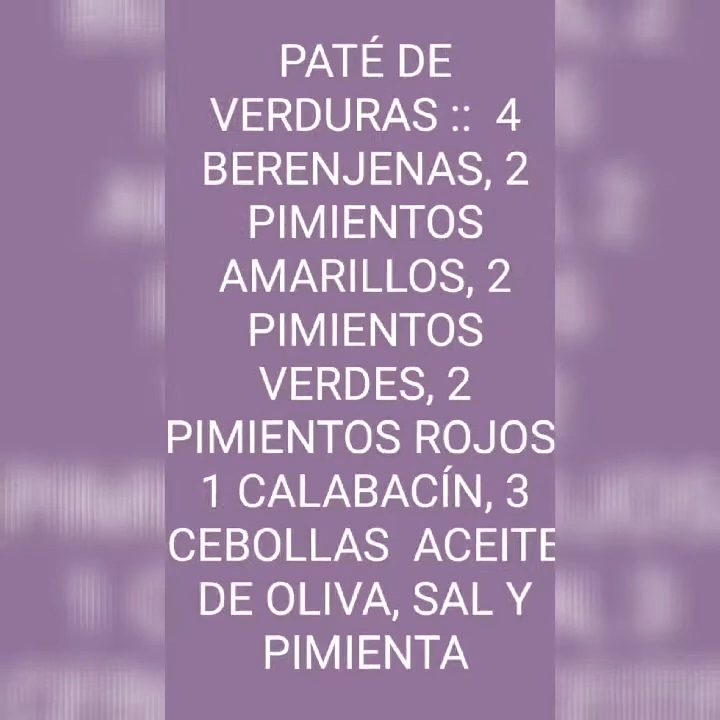 PATÉ DE
VERDURAS :: 4
BERENJENAS, 2
PIMIENTOS
AMARILLOS, 2
PIMIENTOS
VERDES, 2
PIMIENTOS ROJOS
1 CALABACÍN, 3
CEBOLLAS ACEITE
DE OLIVA, SAL Y
PIMIENTA